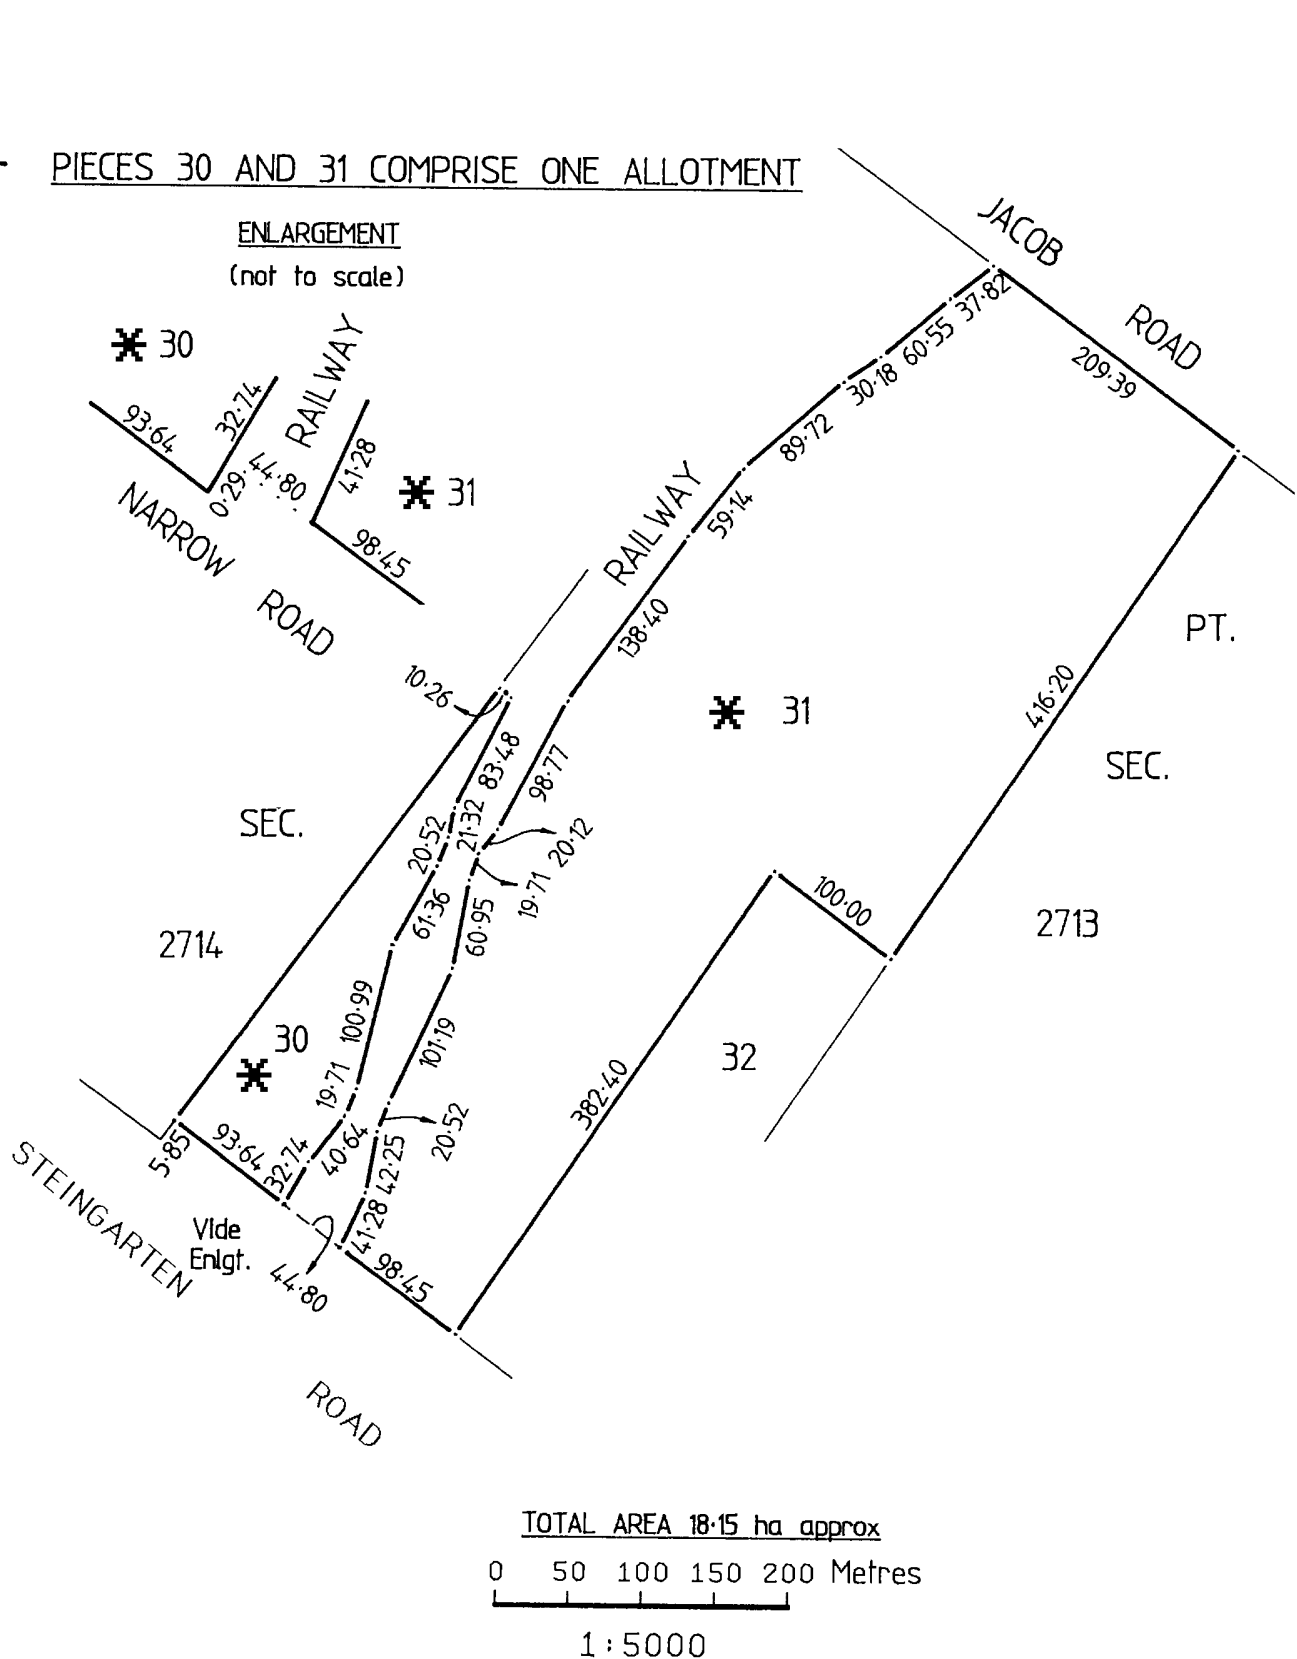 PIECES 30 AND 31 COMPRISE ONE ALLOTMENT
ENLARGEMENT
(not to scale)
30
RAILWAY
93·64
32·74
0·29
44·80
41·28
31
98·45
NARROW ROAD
JACOB ROAD
37·82
60·55
30·18
89·72
59·14
138·40
209·39
RAILWAY
PT.
416·20
31
SEC.
2713
10·26
83·48
98·77
SEC.
2714
20·52
21·32
20·12
19·71
61·36
60·95
100·00
100·99
101·19
30
19·71
32
382·40
20·52
5·85
93·64
32·74
40·64
42·25
41·28
STEINGARTEN
VIde
Enlgt.
44·80
98·45
ROAD
TOTAL AREA 18·15 ha approx
0 50 100 150 200 Metres
1:5000